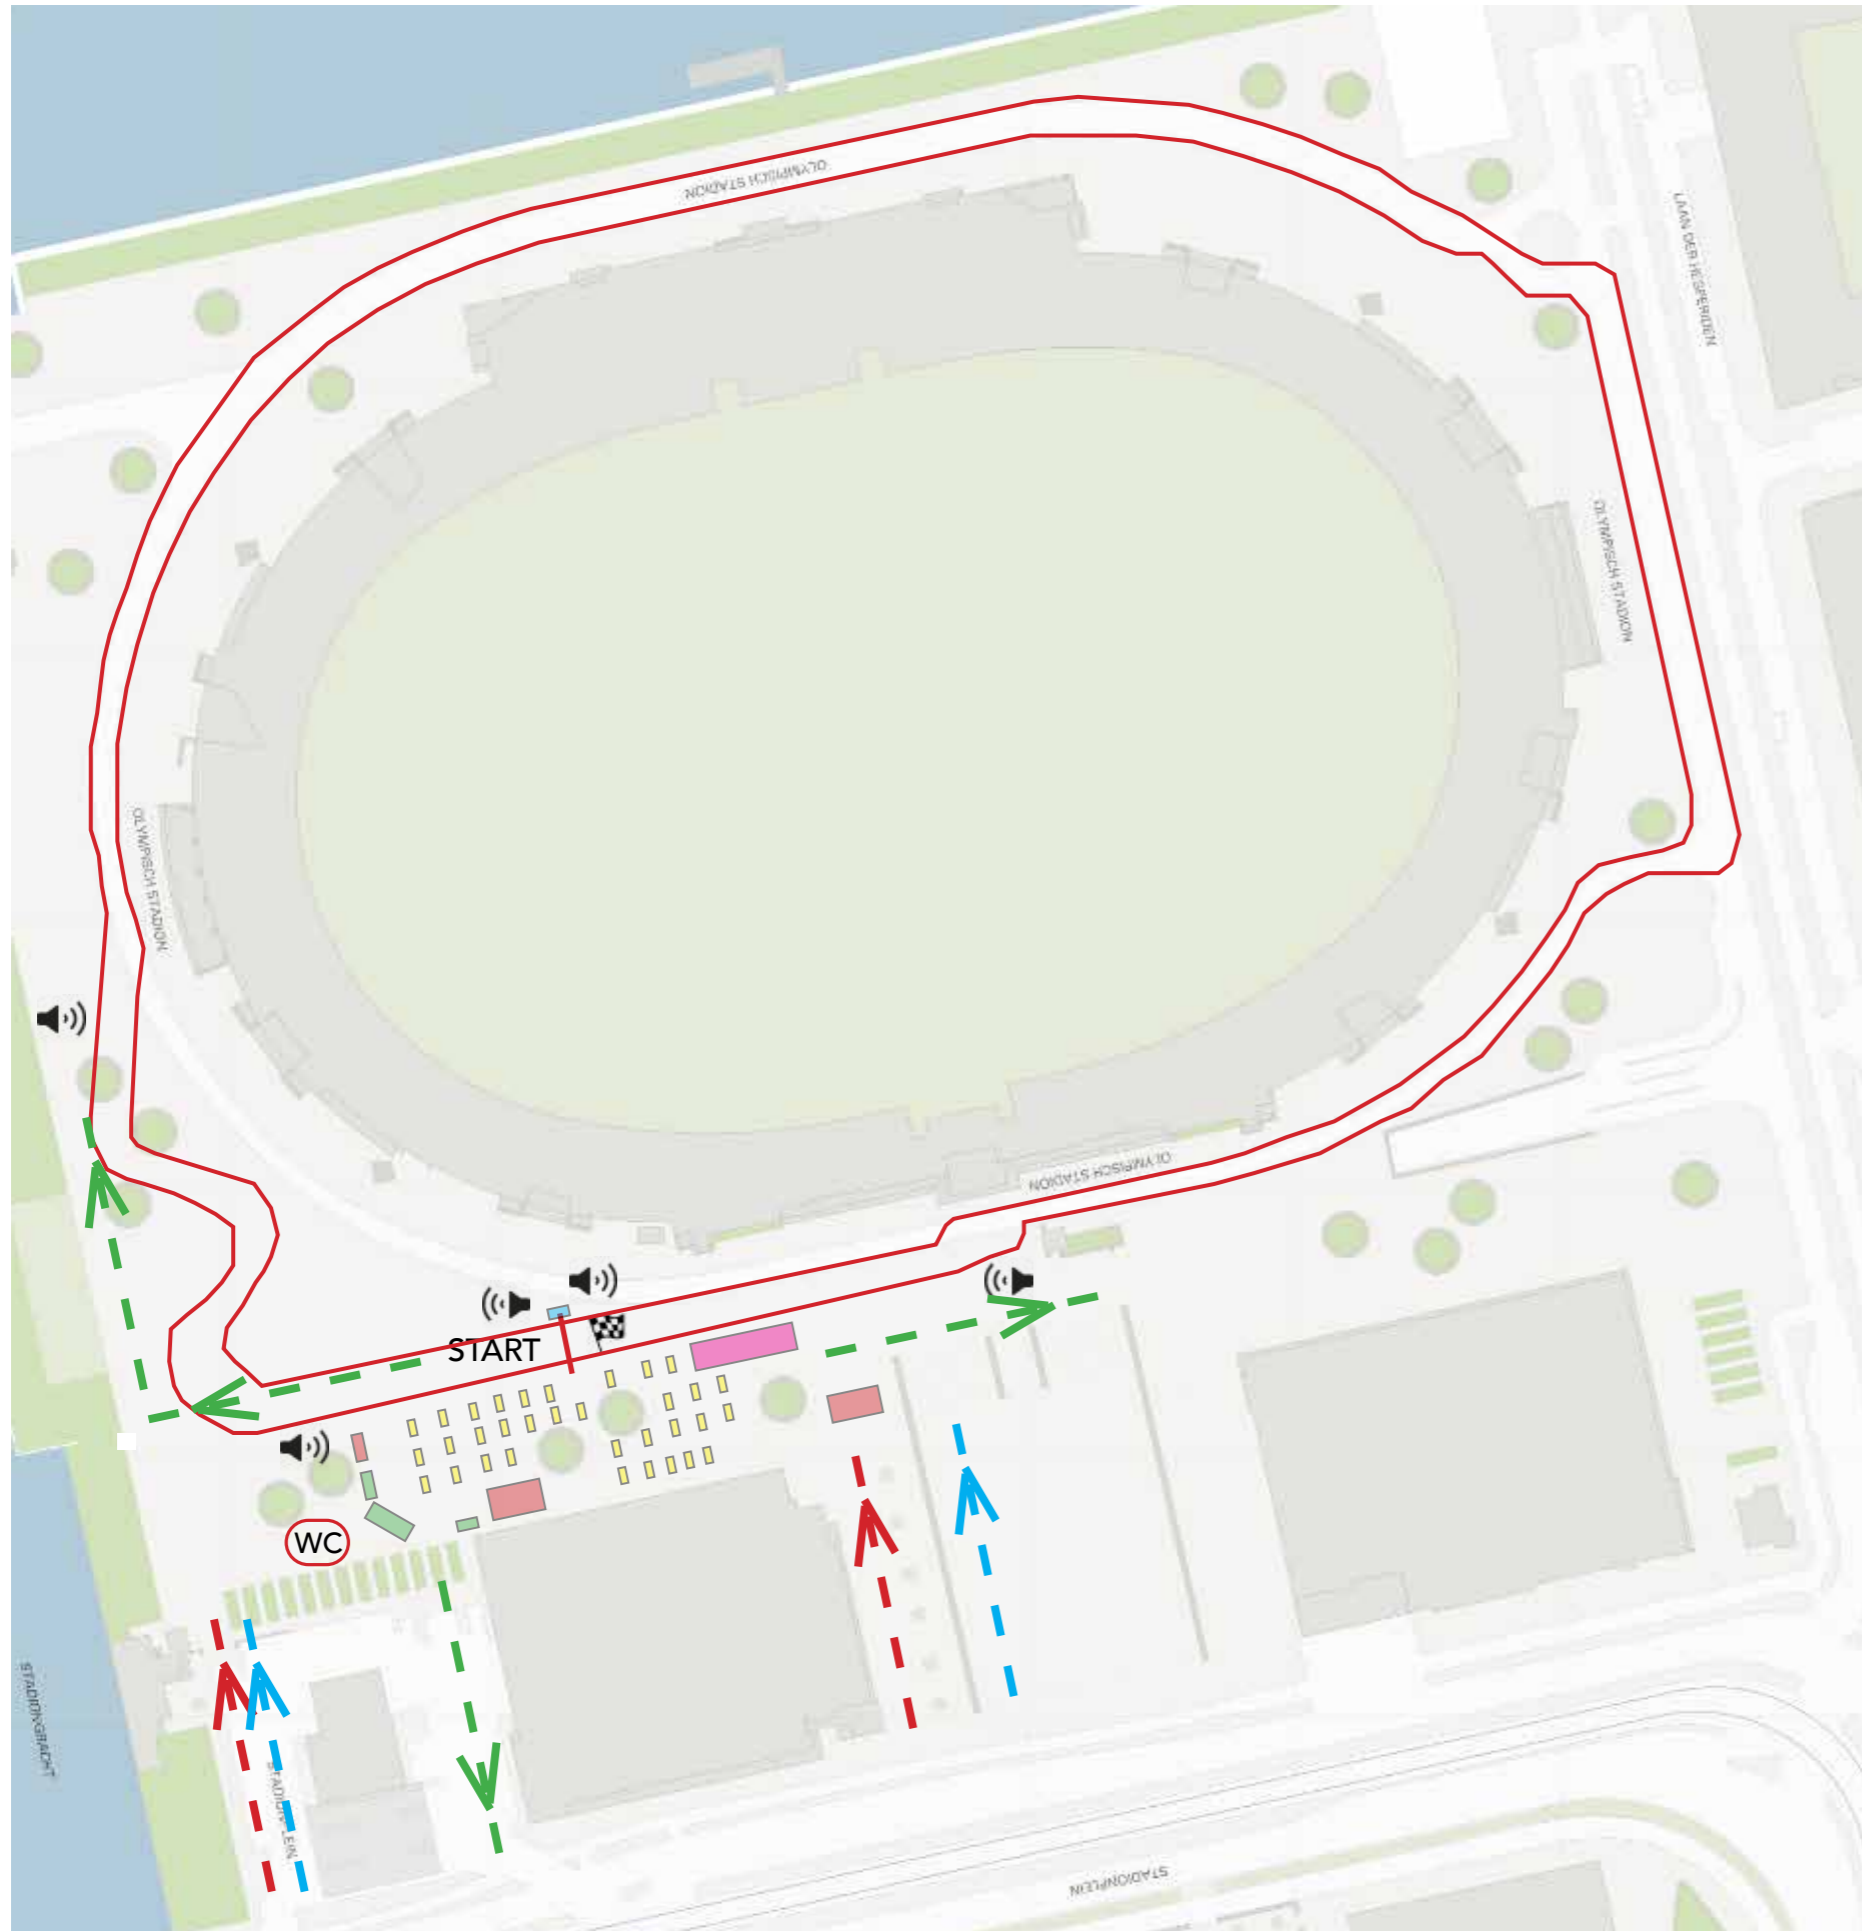 OLYMPISCH STADION
LAAN DER HESPERIDEN
OLYMPISCH STADION
OLYMPISCH STADION
OLYMPISCH STADION
START
WC
STADIONGRACHT
STADIONPLEIN
STADIONPLEIN